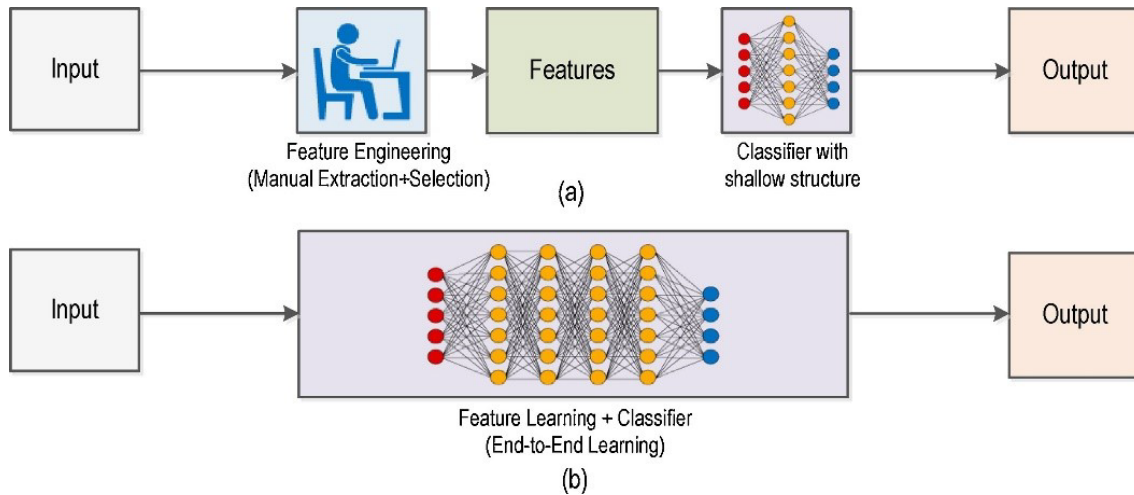 Input
Features
Output
Feature Engineering
(Manual Extraction+Selection)
Classifier with
shallow structure
(a)
Input
Output
Feature Learning + Classifier
(End-to-End Learning)
(b)